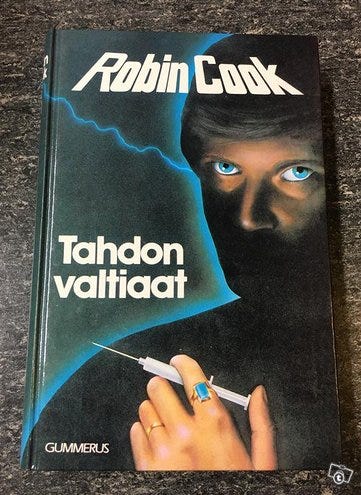 Robin Cook
Tahdon
valtiaat
GUMMERUS